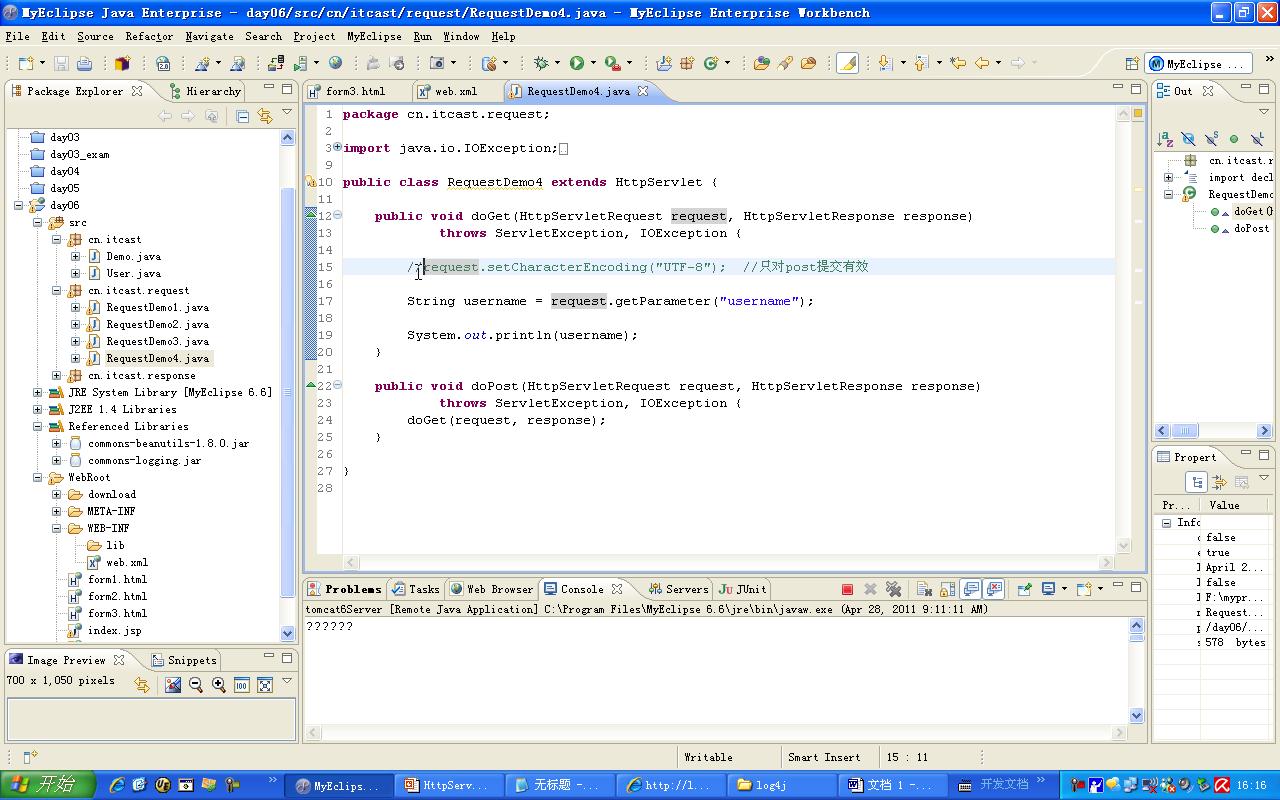 MyEclipse Java Enterprise - day06/src/cn/itcast/request/RequestDemo4.java - MyEclipse Enterprise Workbench
File Edit Source Refactor Navigate Search Project MyEclipse Run Window Help
MyEclipse ...
Package Explorer
Hierarchy
form3.html
web.xml
RequestDemo4.java
Out
day03
day03_exam
day04
day05
day06
src
cn.itcast
Demo.java
User.java
cn.itcast.request
RequestDemo1.java
RequestDemo2.java
RequestDemo3.java
RequestDemo4.java
cn.itcast.response
JRE System Library [MyEclipse 6.6]
J2EE 1.4 Libraries
Referenced Libraries
commons-beanutils-1.8.0.jar
commons-logging.jar
WebRoot
download
META-INF
WEB-INF
lib
web.xml
form1.html
form2.html
form3.html
index.jsp
1 package cn.itcast.request;
2
3 import java.io.IOException;
9
10 public class RequestDemo4 extends HttpServlet {
11
12 public void doGet(HttpServletRequest request, HttpServletResponse response)
13 throws ServletException, IOException {
14
15 //request.setCharacterEncoding("UTF-8"); //只对post提交有效
16
17 String username = request.getParameter("username");
18
19 System.out.println(username);
20 }
21
22 public void doPost(HttpServletRequest request, HttpServletResponse response)
23 throws ServletException, IOException {
24 doGet(request, response);
25 }
26
27 }
28
cn.itcast.r
import decl
RequestDemo
doGet(H
doPost
Propert
Pr... Value
Info
false
true
April 2...
false
F:\mypr...
Request...
/day06/...
578 bytes
Image Preview
Snippets
700 x 1,050 pixels
100
Problems
Tasks
Web Browser
Console
Servers
JUnit
tomcat6Server [Remote Java Application] C:\Program Files\MyEclipse 6.6\jre\bin\javaw.exe (Apr 28, 2011 9:11:11 AM)
??????
Writable
Smart Insert
15 : 11
开始
MyEclips...
HttpServ...
无标题 -...
http://l...
log4j
文档 1 -...
开发文档
16:16